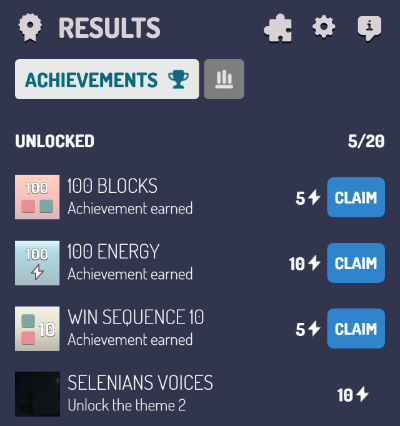 RESULTS
ACHIEVEMENTS
UNLOCKED 5/20
100
100 BLOCKS
Achievement earned
5 CLAIM
100
100 ENERGY
Achievement earned
10 CLAIM
10
WIN SEQUENCE 10
Achievement earned
5 CLAIM
SELENIANS VOICES
Unlock the theme 2
10